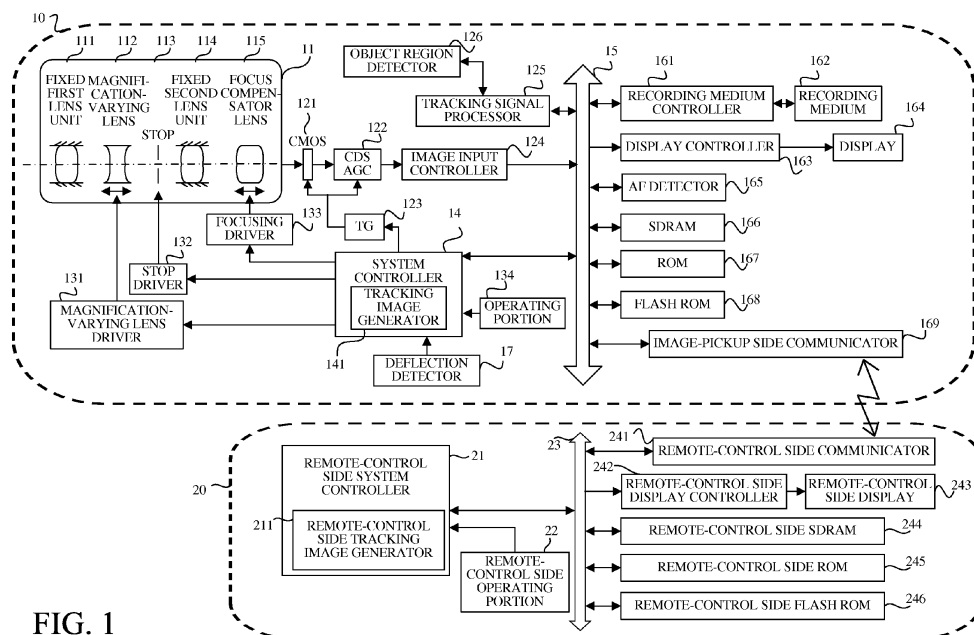 10
111
112
113
114
115
11
FIXED
FIRST
LENS
UNIT
MAGNIFI-
CATION-
VARYING
LENS
STOP
FIXED
SECOND
LENS
UNIT
FOCUS
COMPEN-
SATOR
LENS
126
OBJECT REGION
DETECTOR
125
TRACKING SIGNAL
PROCESSOR
15
161
RECORDING MEDIUM
CONTROLLER
162
RECORDING
MEDIUM
121
CMOS
122
CDS
AGC
124
IMAGE INPUT
CONTROLLER
DISPLAY CONTROLLER
163
164
DISPLAY
AF DETECTOR
165
133
FOCUSING
DRIVER
123
TG
SDRAM
166
132
STOP
DRIVER
14
SYSTEM
CONTROLLER
TRACKING
IMAGE
GENERATOR
141
134
OPERATING
PORTION
ROM
167
131
MAGNIFICATION-
VARYING LENS
DRIVER
FLASH ROM
168
17
DEFLECTION
DETECTOR
169
IMAGE-PICKUP SIDE COMMUNICATOR
20
21
REMOTE-CONTROL
SIDE SYSTEM
CONTROLLER
211
REMOTE-CONTROL
SIDE TRACKING
IMAGE GENERATOR
22
REMOTE-
CONTROL SIDE
OPERATING
PORTION
23
241
REMOTE-CONTROL SIDE COMMUNICATOR
242
REMOTE-CONTROL SIDE
DISPLAY CONTROLLER
REMOTE-CONTROL
SIDE DISPLAY
243
REMOTE-CONTROL SIDE SDRAM
244
REMOTE-CONTROL SIDE ROM
245
REMOTE-CONTROL SIDE FLASH ROM
246
FIG. 1